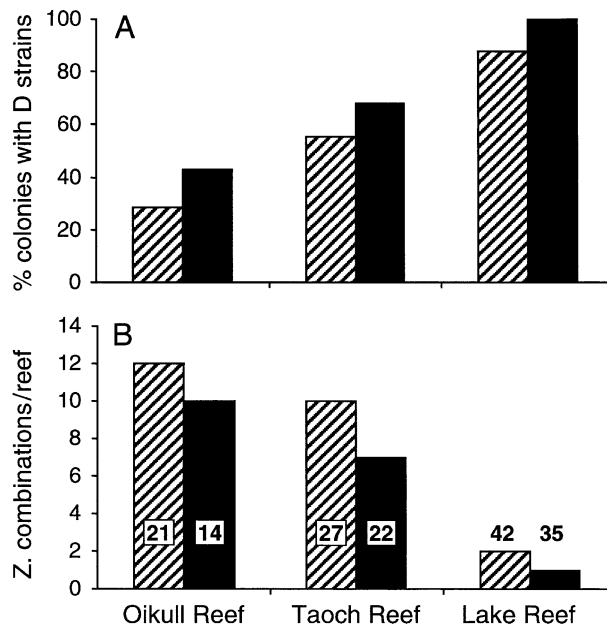 A
% colonies with D strains
100
80
60
40
20
0
B
Z. combinations/reef
14
12
10
8
6
4
2
0
21 14 27 22 42 35
Oikull Reef Taoch Reef Lake Reef